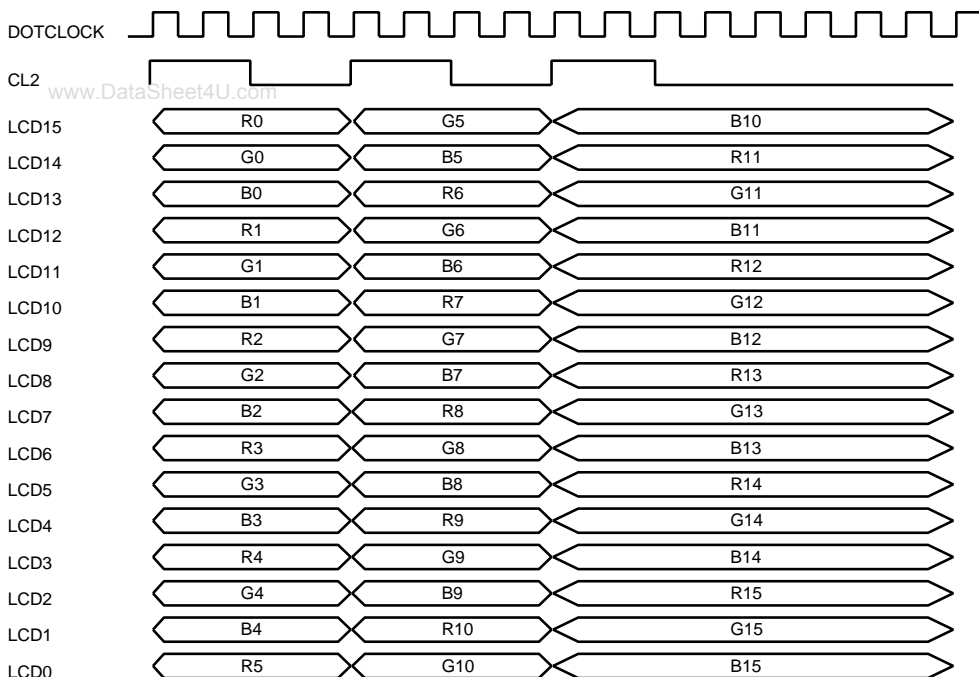 DOTCLOCK
CL2
www.DataSheet4U.com
LCD15 R0 G5 B10
LCD14 G0 B5 R11
LCD13 B0 R6 G11
LCD12 R1 G6 B11
LCD11 G1 B6 R12
LCD10 B1 R7 G12
LCD9 R2 G7 B12
LCD8 G2 B7 R13
LCD7 B2 R8 G13
LCD6 R3 G8 B13
LCD5 G3 B8 R14
LCD4 B3 R9 G14
LCD3 R4 G9 B14
LCD2 G4 B9 R15
LCD1 B4 R10 G15
LCD0 R5 G10 B15